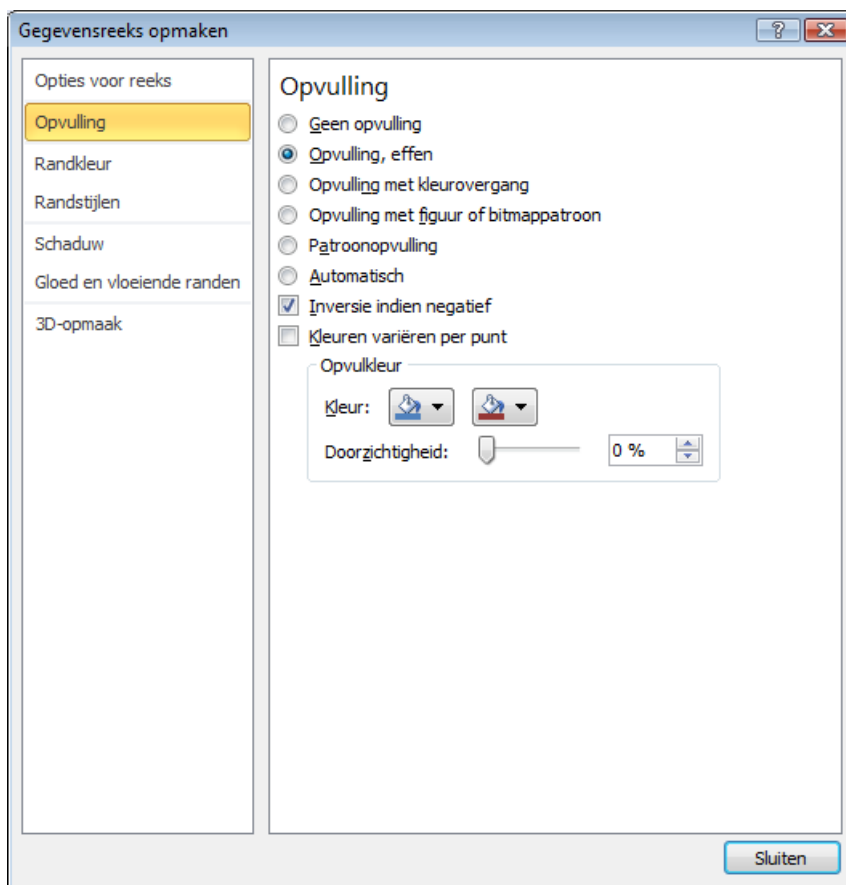 Gegevensreeks opmaken
Opties voor reeks
Opvulling
Randkleur
Randstijlen
Schaduw
Gloed en vloeiende randen
3D-opmaak
Opvulling
Geen opvulling
Opvulling, effen
Opvulling met kleurovergang
Opvulling met figuur of bitmappatroon
Patroonopvulling
Automatisch
Inversie indien negatief
Kleuren variëren per punt
Opvulkleur
Kleur:
Doorzichtigheid: 0 %
Sluiten